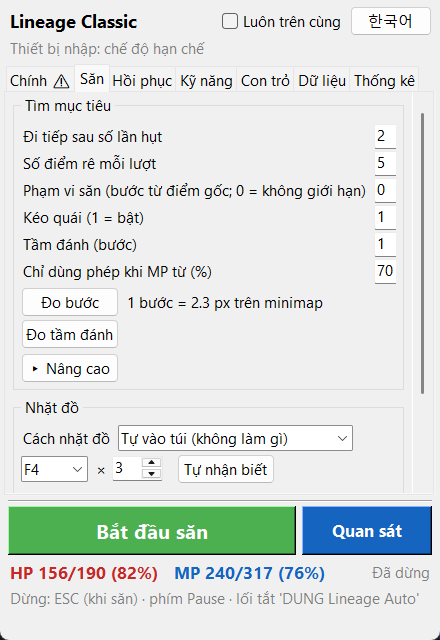 Lineage Classic
Luôn trên cùng
한국어
Thiết bị nhập: chế độ hạn chế
Chính ⚠ Săn Hồi phục Kỹ năng Con trỏ Dữ liệu Thống kê
Tìm mục tiêu
Đi tiếp sau số lần hụt 2
Số điểm rê mỗi lượt 5
Phạm vi săn (bước từ điểm gốc; 0 = không giới hạn) 0
Kéo quái (1 = bật) 1
Tầm đánh (bước) 1
Chỉ dùng phép khi MP từ (%) 70
Đo bước 1 bước = 2.3 px trên minimap
Đo tầm đánh
‣ Nâng cao
Nhặt đồ
Cách nhặt đồ Tự vào túi (không làm gì)
F4 × 3 Tự nhận biết
Bắt đầu săn Quan sát
HP 156/190 (82%) MP 240/317 (76%) Đã dừng
Dừng: ESC (khi săn) · phím Pause · lối tắt 'DUNG Lineage Auto'